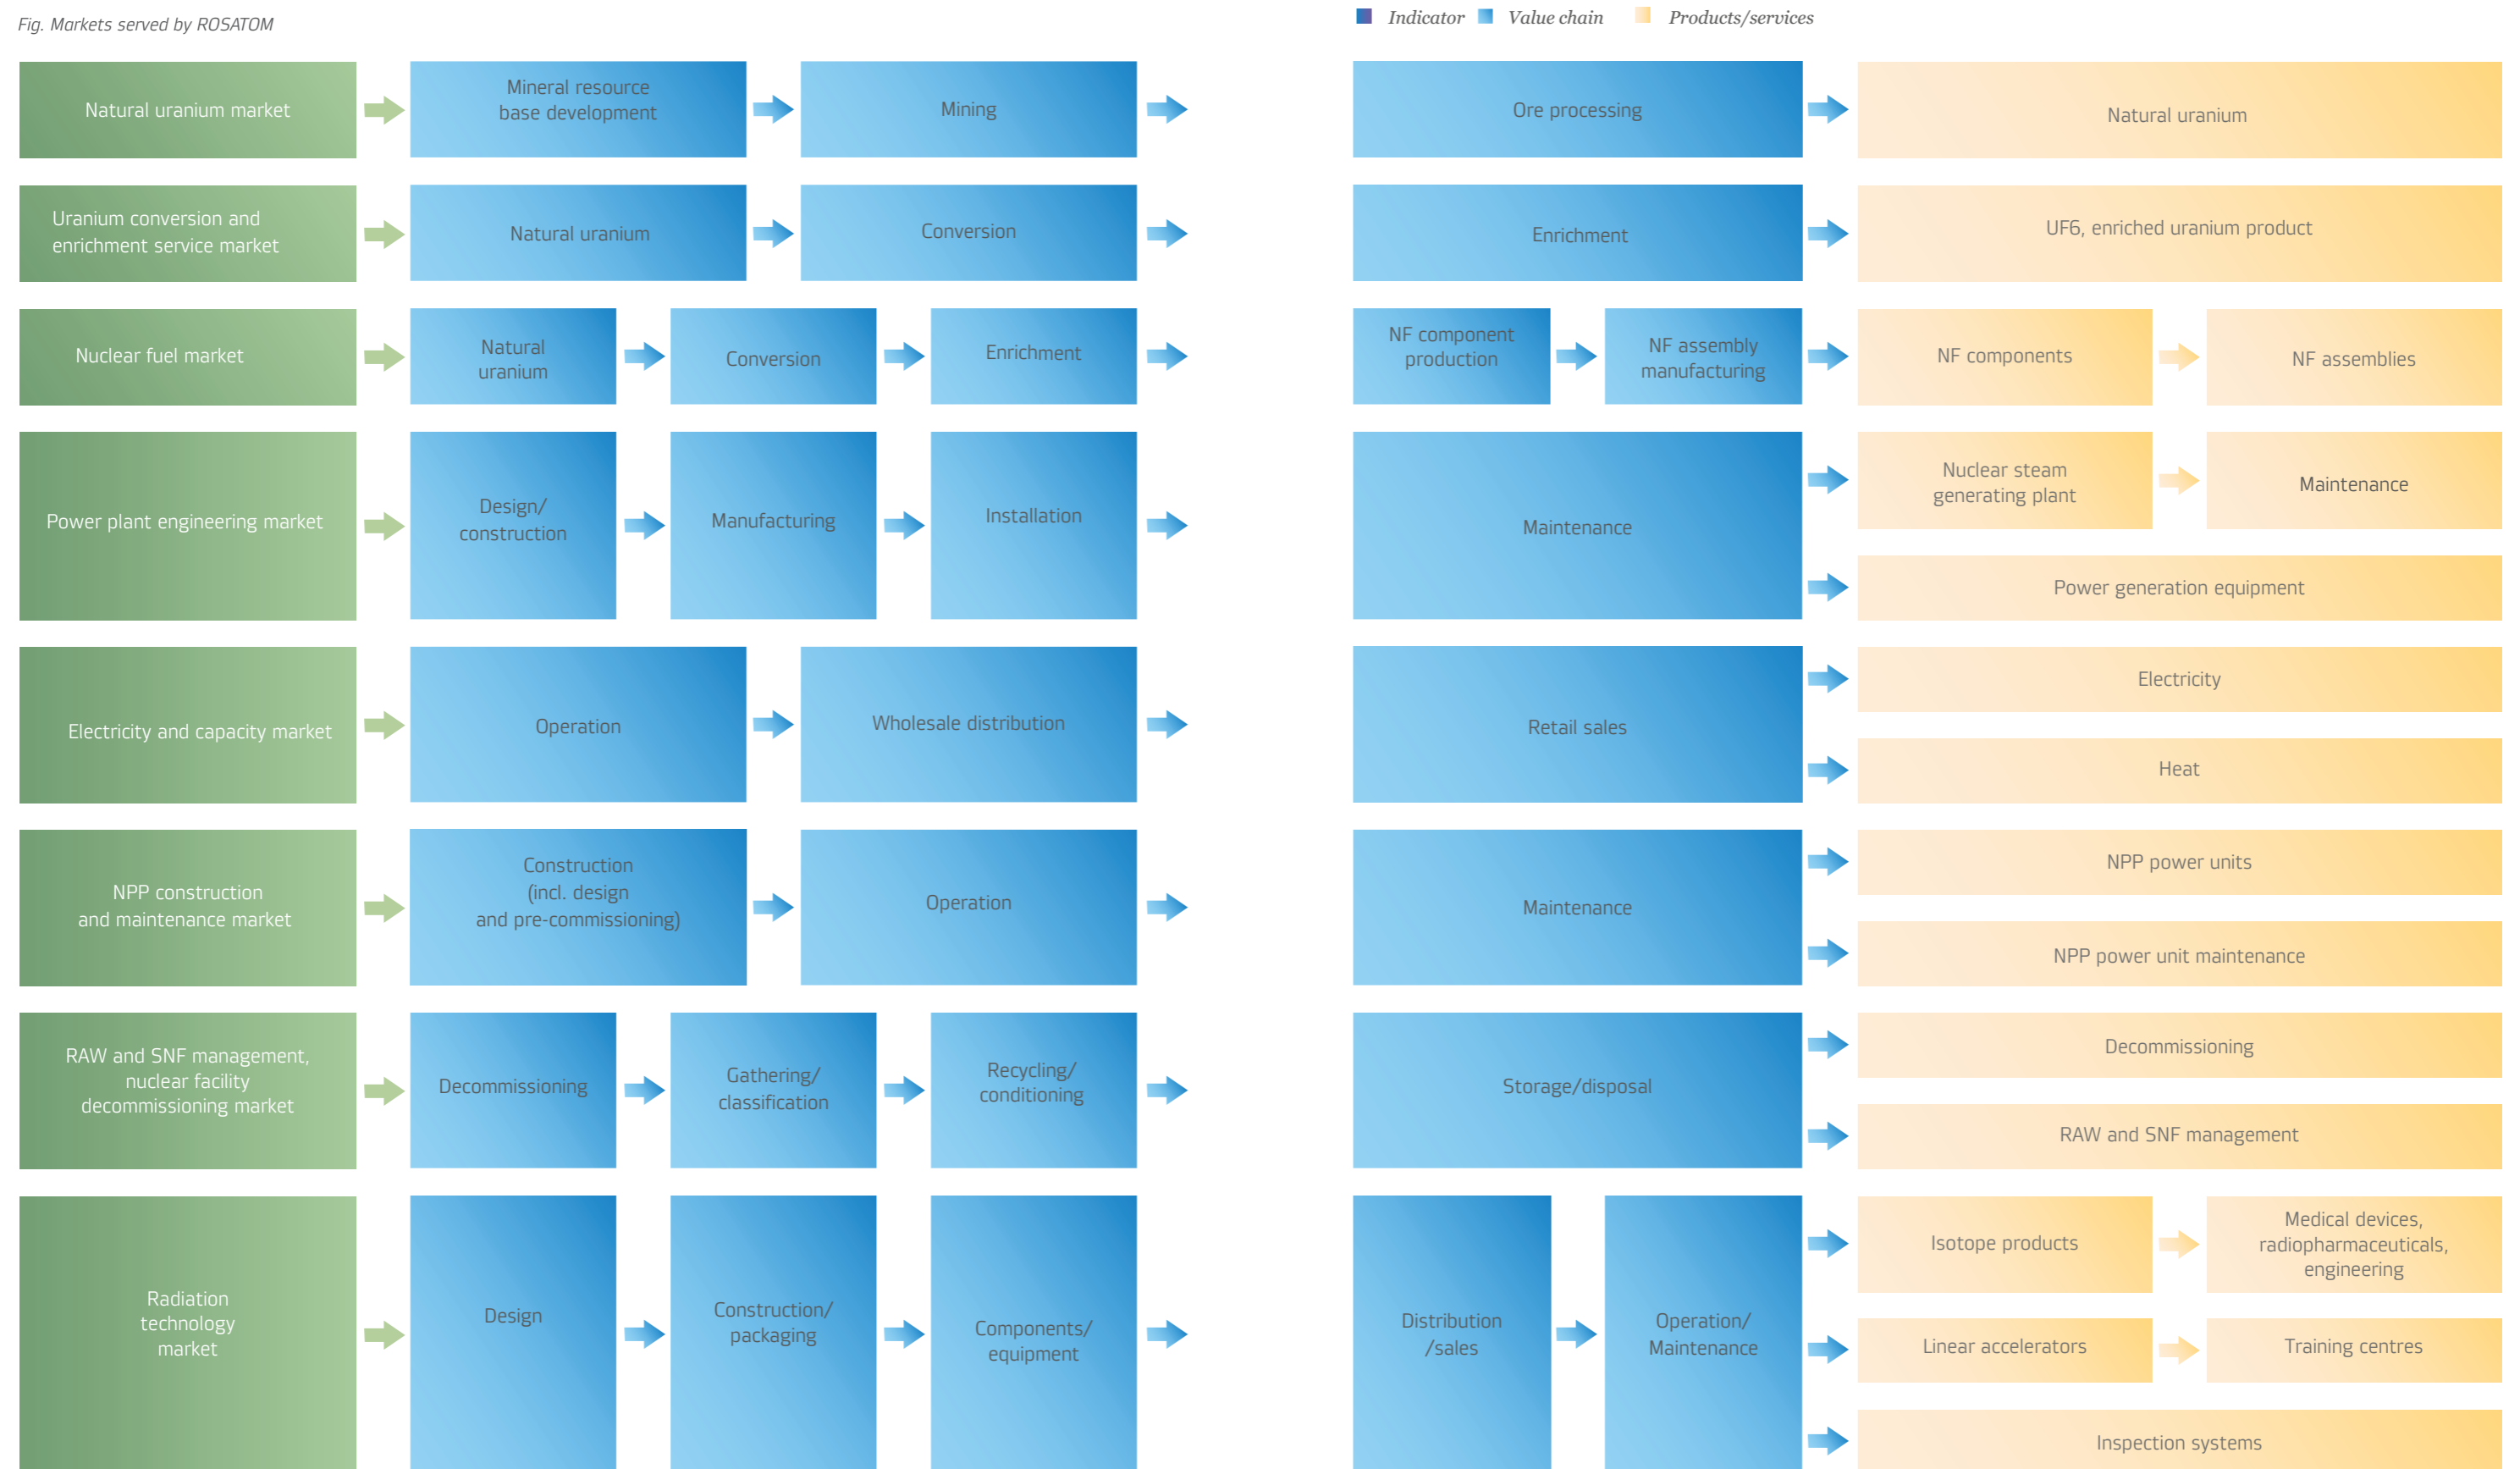 Fig. Markets served by ROSATOM
Indicator
Value chain
Products/services
Natural uranium market
Mineral resource
base development
Mining
Ore processing
Natural uranium
Uranium conversion and
enrichment service market
Natural uranium
Conversion
Enrichment
UF6, enriched uranium product
Nuclear fuel market
Natural
uranium
Conversion
Enrichment
NF component
production
NF assembly
manufacturing
NF components
NF assemblies
Power plant engineering market
Design/
construction
Manufacturing
Installation
Maintenance
Nuclear steam
generating plant
Maintenance
Power generation equipment
Electricity and capacity market
Operation
Wholesale distribution
Retail sales
Electricity
Heat
NPP construction
and maintenance market
Construction
(incl. design
and pre-commissioning)
Operation
Maintenance
NPP power units
NPP power unit maintenance
RAW and SNF management,
nuclear facility
decommissioning market
Decommissioning
Gathering/
classification
Recycling/
conditioning
Storage/disposal
Decommissioning
RAW and SNF management
Radiation
technology
market
Design
Construction/
packaging
Components/
equipment
Distribution
/sales
Operation/
Maintenance
Isotope products
Medical devices,
radiopharmaceuticals,
engineering
Linear accelerators
Training centres
Inspection systems